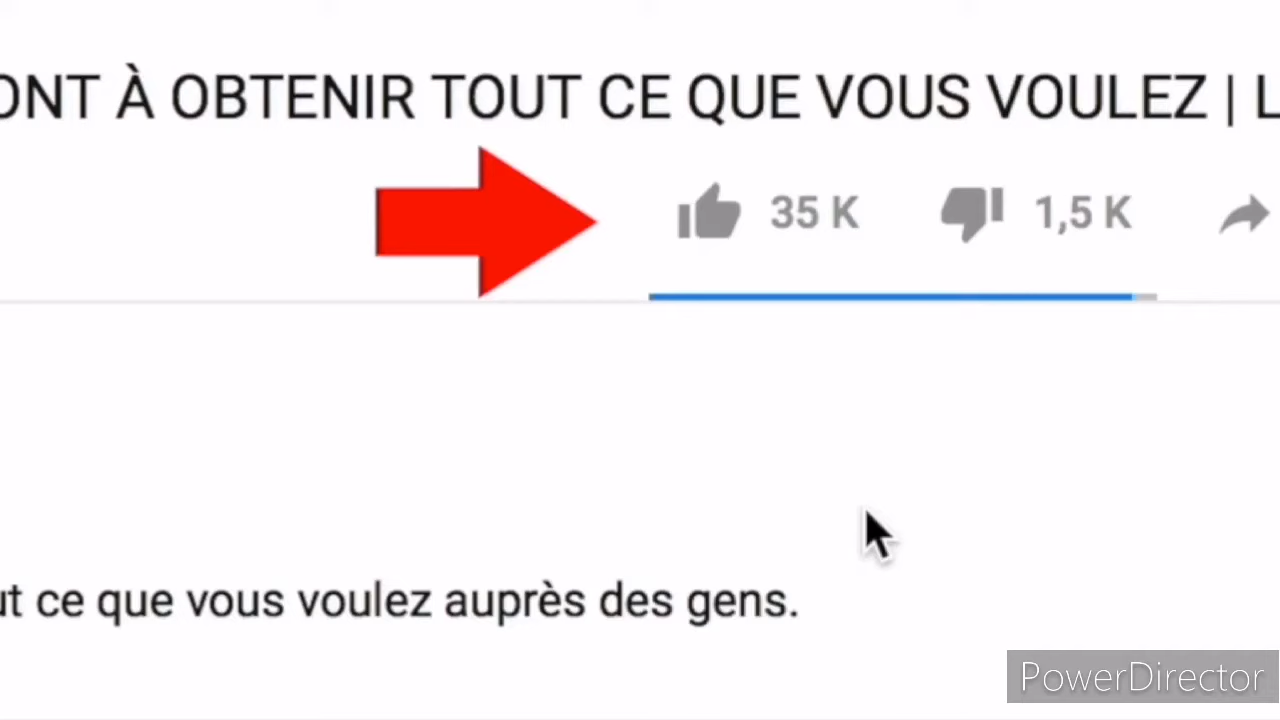 ONT À OBTENIR TOUT CE QUE VOUS VOULEZ | L
35 K 1,5 K
ut ce que vous voulez auprès des gens.
PowerDirector